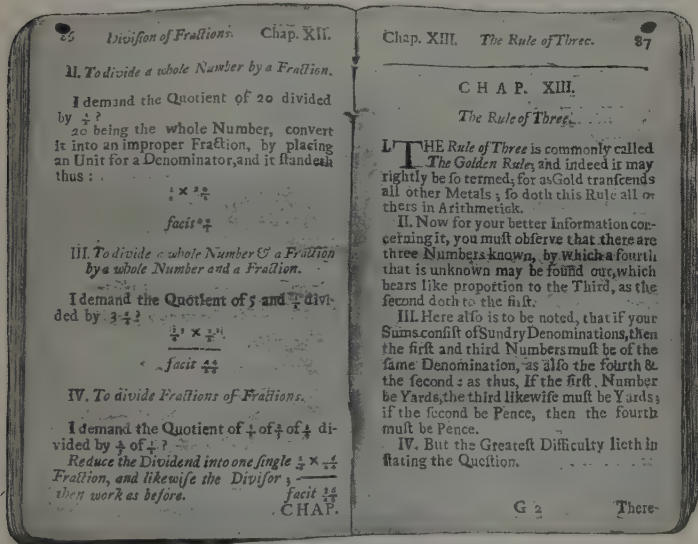 Division of Fractions. Chap. XII.
II. To divide a whole Number by a Fraction.
I demand the Quotient of 20 divided
by
20 being the whole Number, convert
it into an improper Fraction, by placing
an Unit for a Denominator, and it standeth
thus :
facit
III. To divide a whole Number & a Fraction
by a whole Number and a Fraction.
I demand the Quotient of 5 and divi-
ded by 3
facit
IV. To divide Fractions of Fractions.
I demand the Quotient of of of di-
vided by of ?
Reduce the Dividend into one single
Fraction, and likewise the Divisor ;
then work as before. facit
CHAP.
Chap. XIII. The Rule of Three. 87
CHAP. XIII.
The Rule of Three.
I. THE Rule of Three is commonly called
The Golden Rule, and indeed it may
rightly be so termed; for as Gold transcends
all other Metals ; so doth this Rule all o-
thers in Arithmetick.
II. Now for your better Information con-
cerning it, you must observe that there are
three Numbers known, by which a fourth
that is unknown may be found out, which
bears like proportion to the Third, as the
second doth to the first.
III. Here also is to be noted, that if your
Sums consist of Sundry Denominations, then
the first and third Numbers must be of the
same Denomination, as also the fourth &
the second : as thus, If the first Number
be Yards, the third likewise must be Yards;
if the second be Pence, then the fourth
must be Pence.
IV. But the Greatest Difficulty lieth in
stating the Question.
G 2 There-